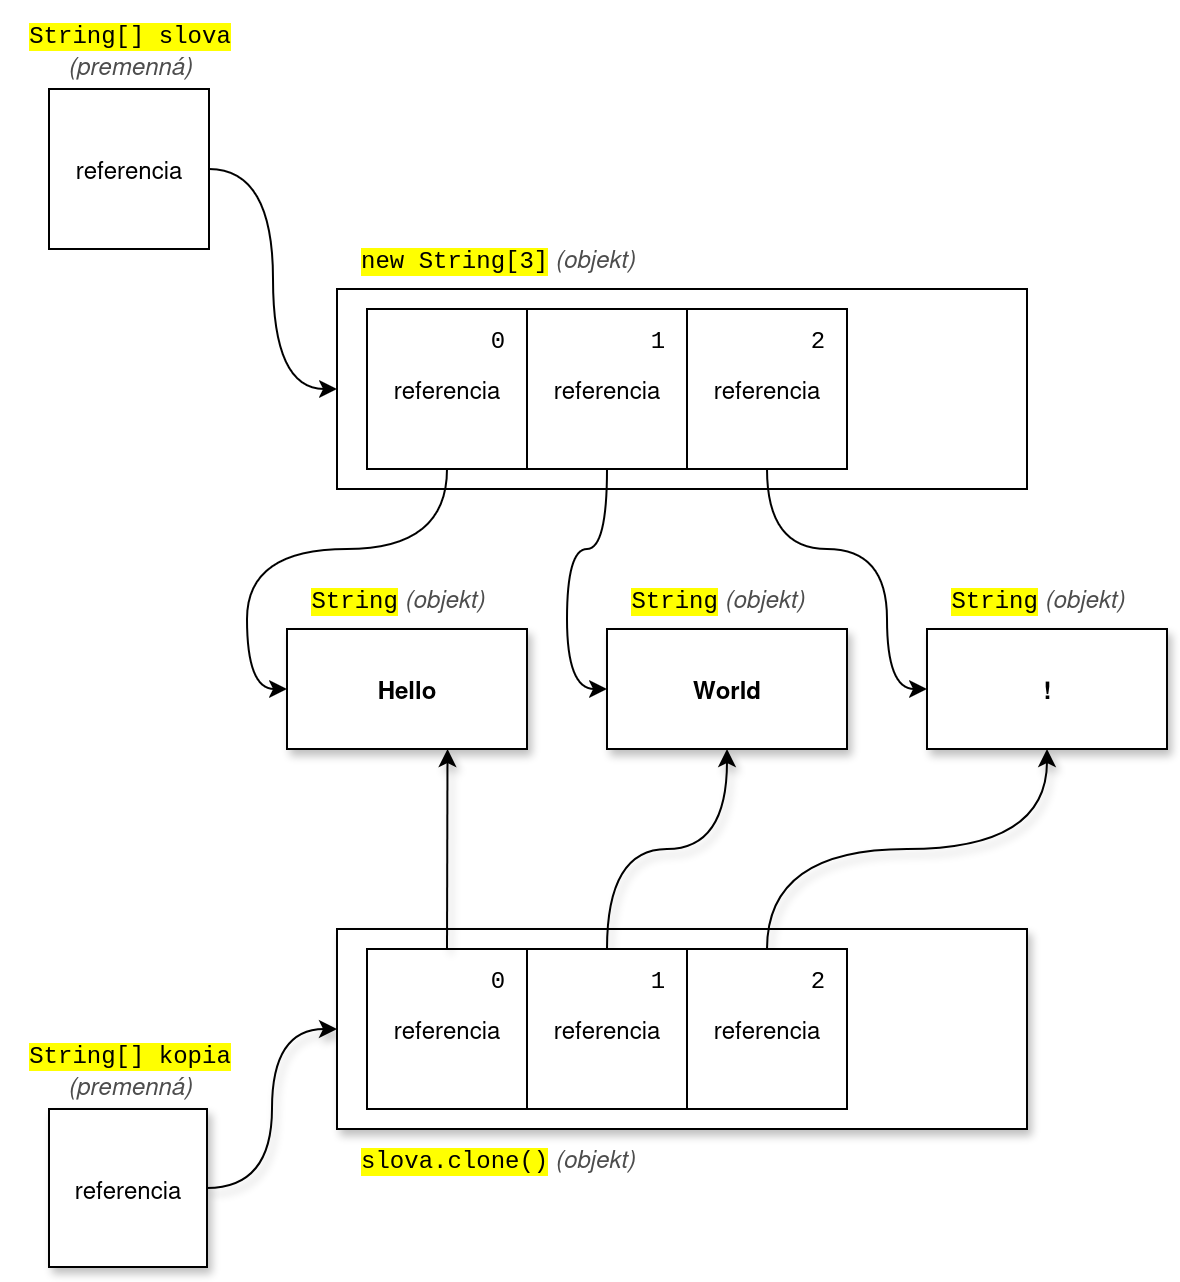 String[] slova
(premenná)
referencia
new String[3] (objekt)
0 1 2
referencia referencia referencia
String (objekt) String (objekt) String (objekt)
Hello World !
0 1 2
referencia referencia referencia
String[] kopia
(premenná)
slova.clone() (objekt)
referencia